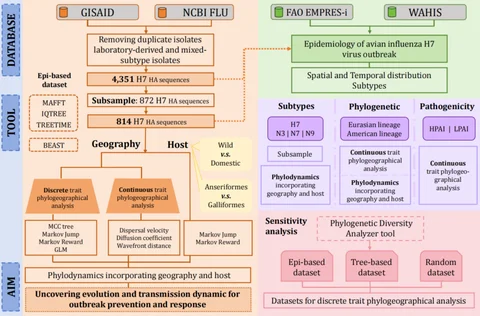 DATABASE
GISAID
NCBI FLU
Removing duplicate isolates
laboratory-derived and mixed-
subtype isolates
Epi-based
dataset
4,351 H7 HA sequences
TOOL
MAFFT
IQTREE
TREETIME
Subsample: 872 H7 HA sequences
814 H7 HA sequences
BEAST
Geography
Host
Wild
v.s.
Domestic
Anseriformes
v.s.
Galliformes
Discrete trait
phylogeographical
analysis
Continuous trait
phylogeographical
analysis
MCC tree
Markov Jump
Markov Reward
GLM
Dispersal velocity
Diffusion coefficient
Wavefront distance
Markov Jump
Markov Reward
AIM
Phylodynamics incorporating geography and host
Uncovering evolution and transmission dynamic for
outbreak prevention and response
FAO EMPRES-i
WAHIS
Epidemiology of avian influenza H7
virus outbreak
Spatial and Temporal distribution
Subtypes
Subtypes
H7
N3 | N7 | N9
Subsample
Phylodynamics
incorporating
geography and host
Phylogenetic
Eurasian lineage
American lineage
Continuous trait
phylogeographical
analysis
Phylodynamics
incorporating
geography and host
Pathogenicity
HPAI | LPAI
Continuous
trait phylogeo-
graphical
analysis
Sensitivity
analysis
Phylogenetic Diversity
Analyzer tool
Epi-based
dataset
Tree-based
dataset
Random
dataset
Datasets for discrete trait phylogeographical analysis